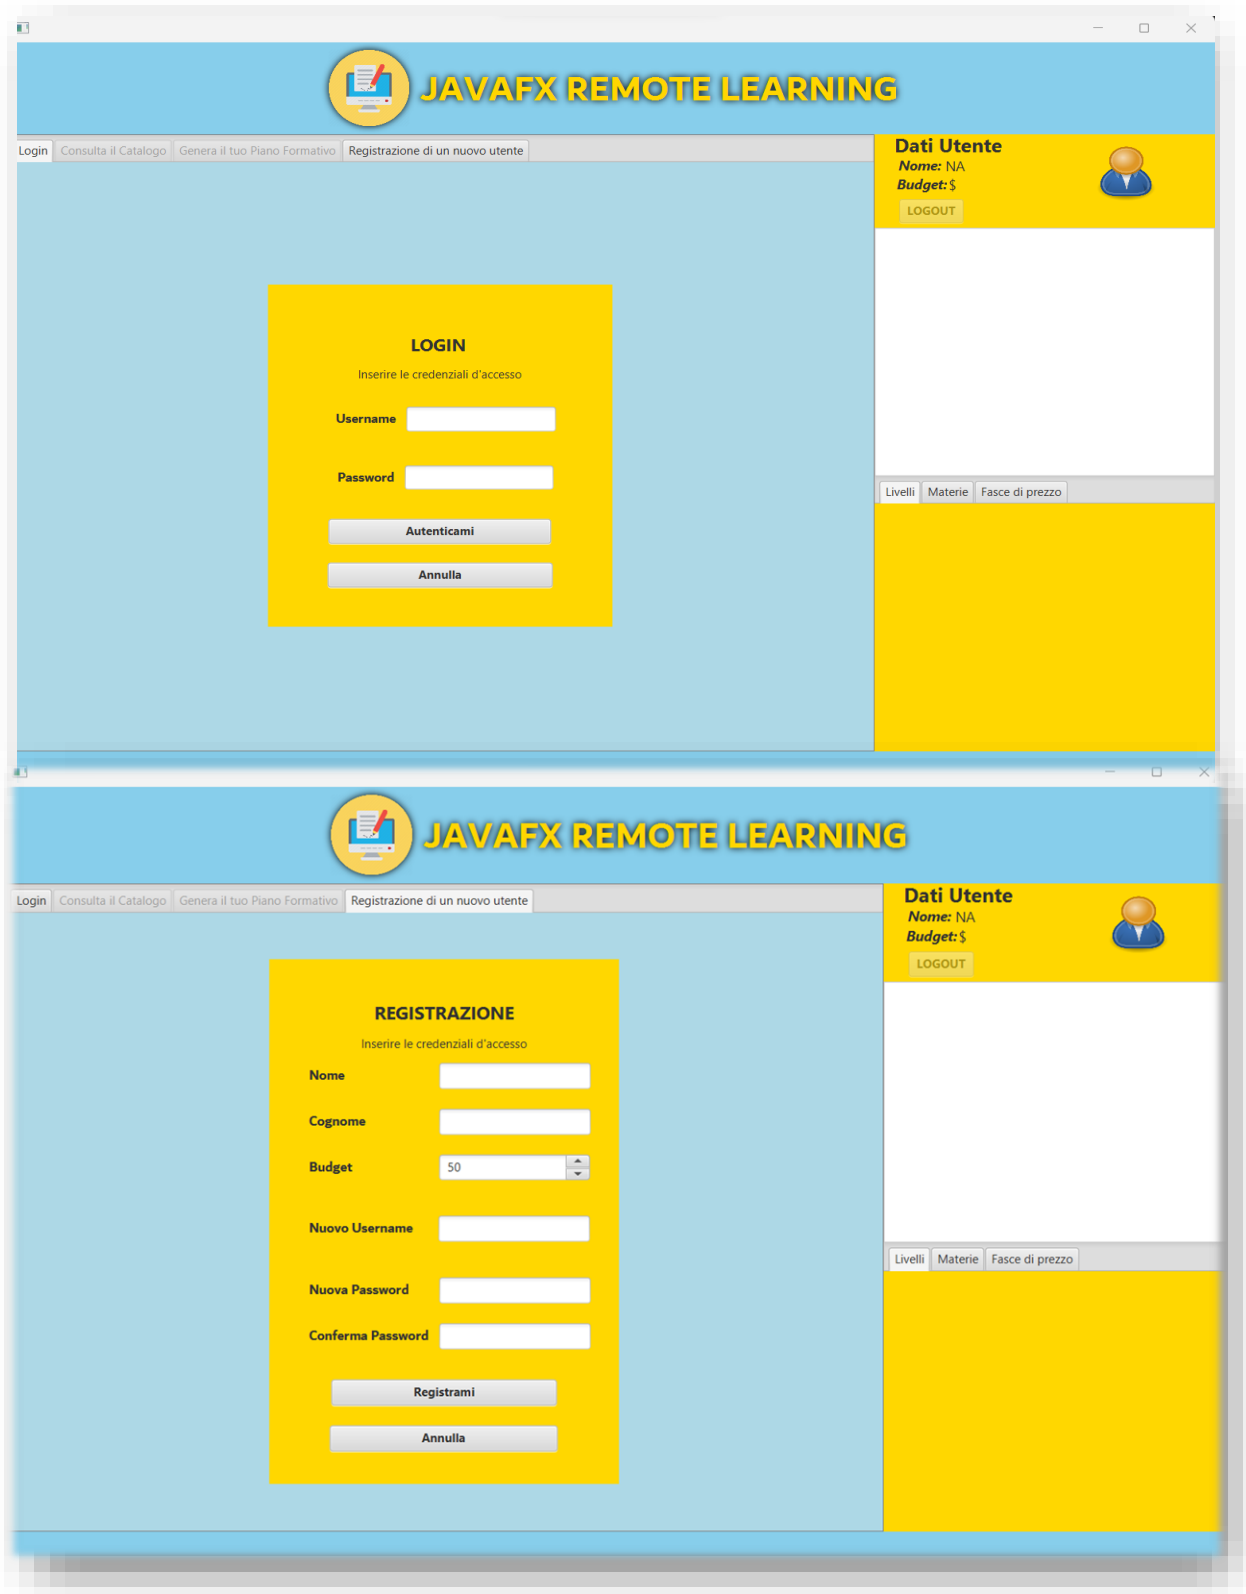 JAVAFX REMOTE LEARNING
Login Consulta il Catalogo Genera il tuo Piano Formativo Registrazione di un nuovo utente
Dati Utente
Nome: NA
Budget: $
LOGOUT
LOGIN
Inserire le credenziali d'accesso
Username
Password
Autenticami
Annulla
Livelli Materie Fasce di prezzo
JAVAFX REMOTE LEARNING
Login Consulta il Catalogo Genera il tuo Piano Formativo Registrazione di un nuovo utente
Dati Utente
Nome: NA
Budget: $
LOGOUT
REGISTRAZIONE
Inserire le credenziali d'accesso
Nome
Cognome
Budget 50
Nuovo Username
Nuova Password
Conferma Password
Registrami
Annulla
Livelli Materie Fasce di prezzo